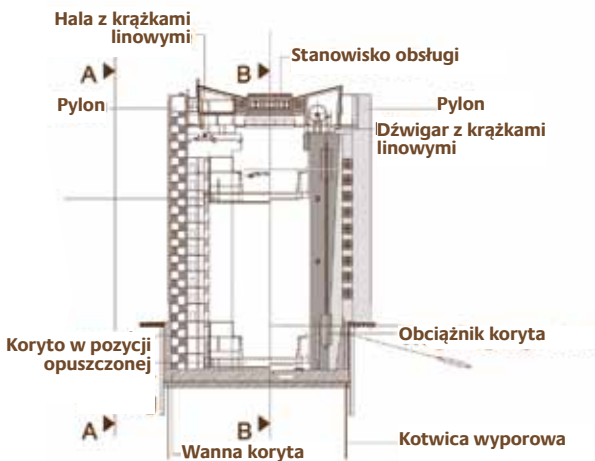 Hala z krążkami
linowymi
Stanowisko obsługi
A
B
Pylon
Pylon
Dźwigar z krążkami
linowymi
Obciążnik koryta
Koryto w pozycji
opuszczonej
A
B
Wanna koryta
Kotwica wyporowa